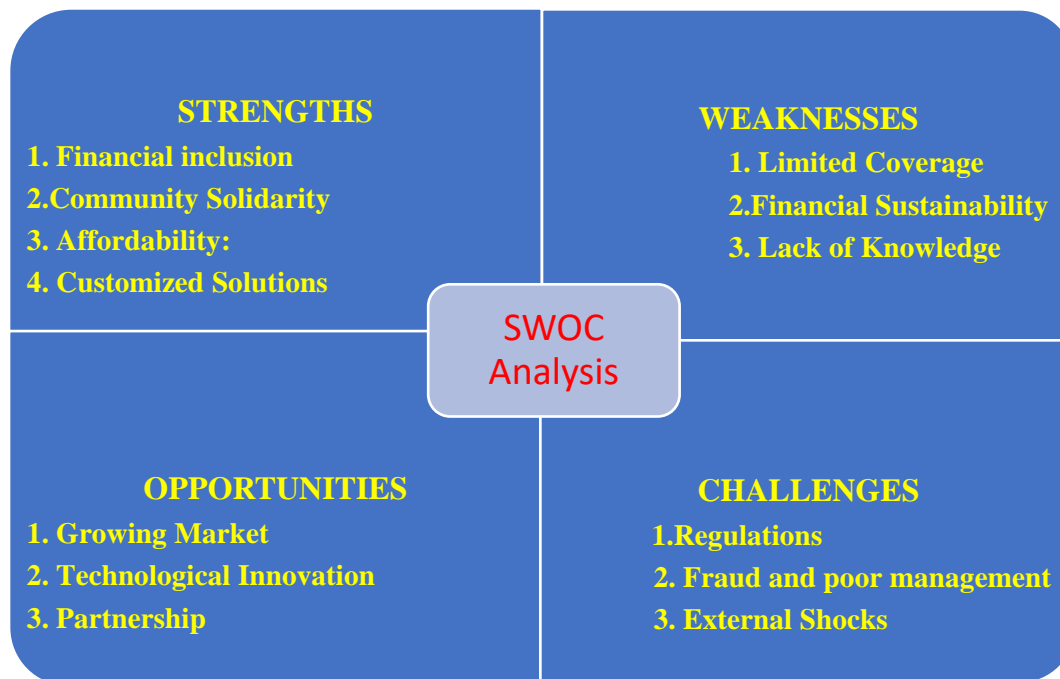 STRENGTHS
1. Financial inclusion
2.Community Solidarity
3. Affordability:
4. Customized Solutions
WEAKNESSES
1. Limited Coverage
2.Financial Sustainability
3. Lack of Knowledge
SWOC
Analysis
OPPORTUNITIES
1. Growing Market
2. Technological Innovation
3. Partnership
CHALLENGES
1.Regulations
2. Fraud and poor management
3. External Shocks